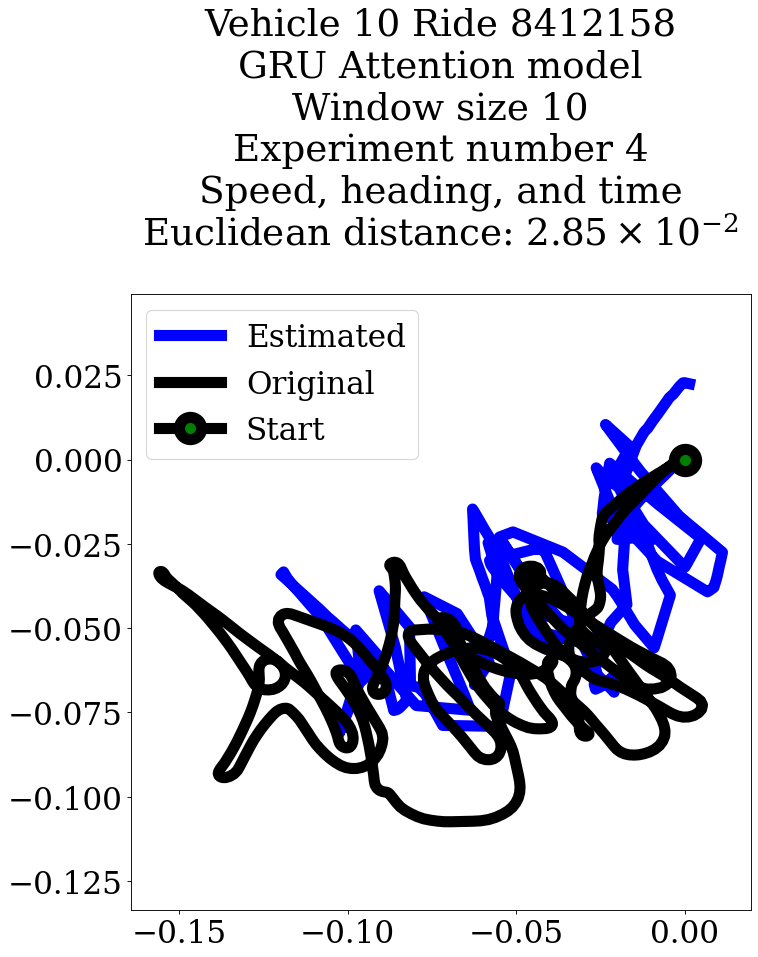 Vehicle 10 Ride 8412158
GRU Attention model
Window size 10
Experiment number 4
Speed, heading, and time
Euclidean distance: 2.85 × 10⁻²
Estimated
Original
Start
0.025
0.000
−0.025
−0.050
−0.075
−0.100
−0.125
−0.15 −0.10 −0.05 0.00